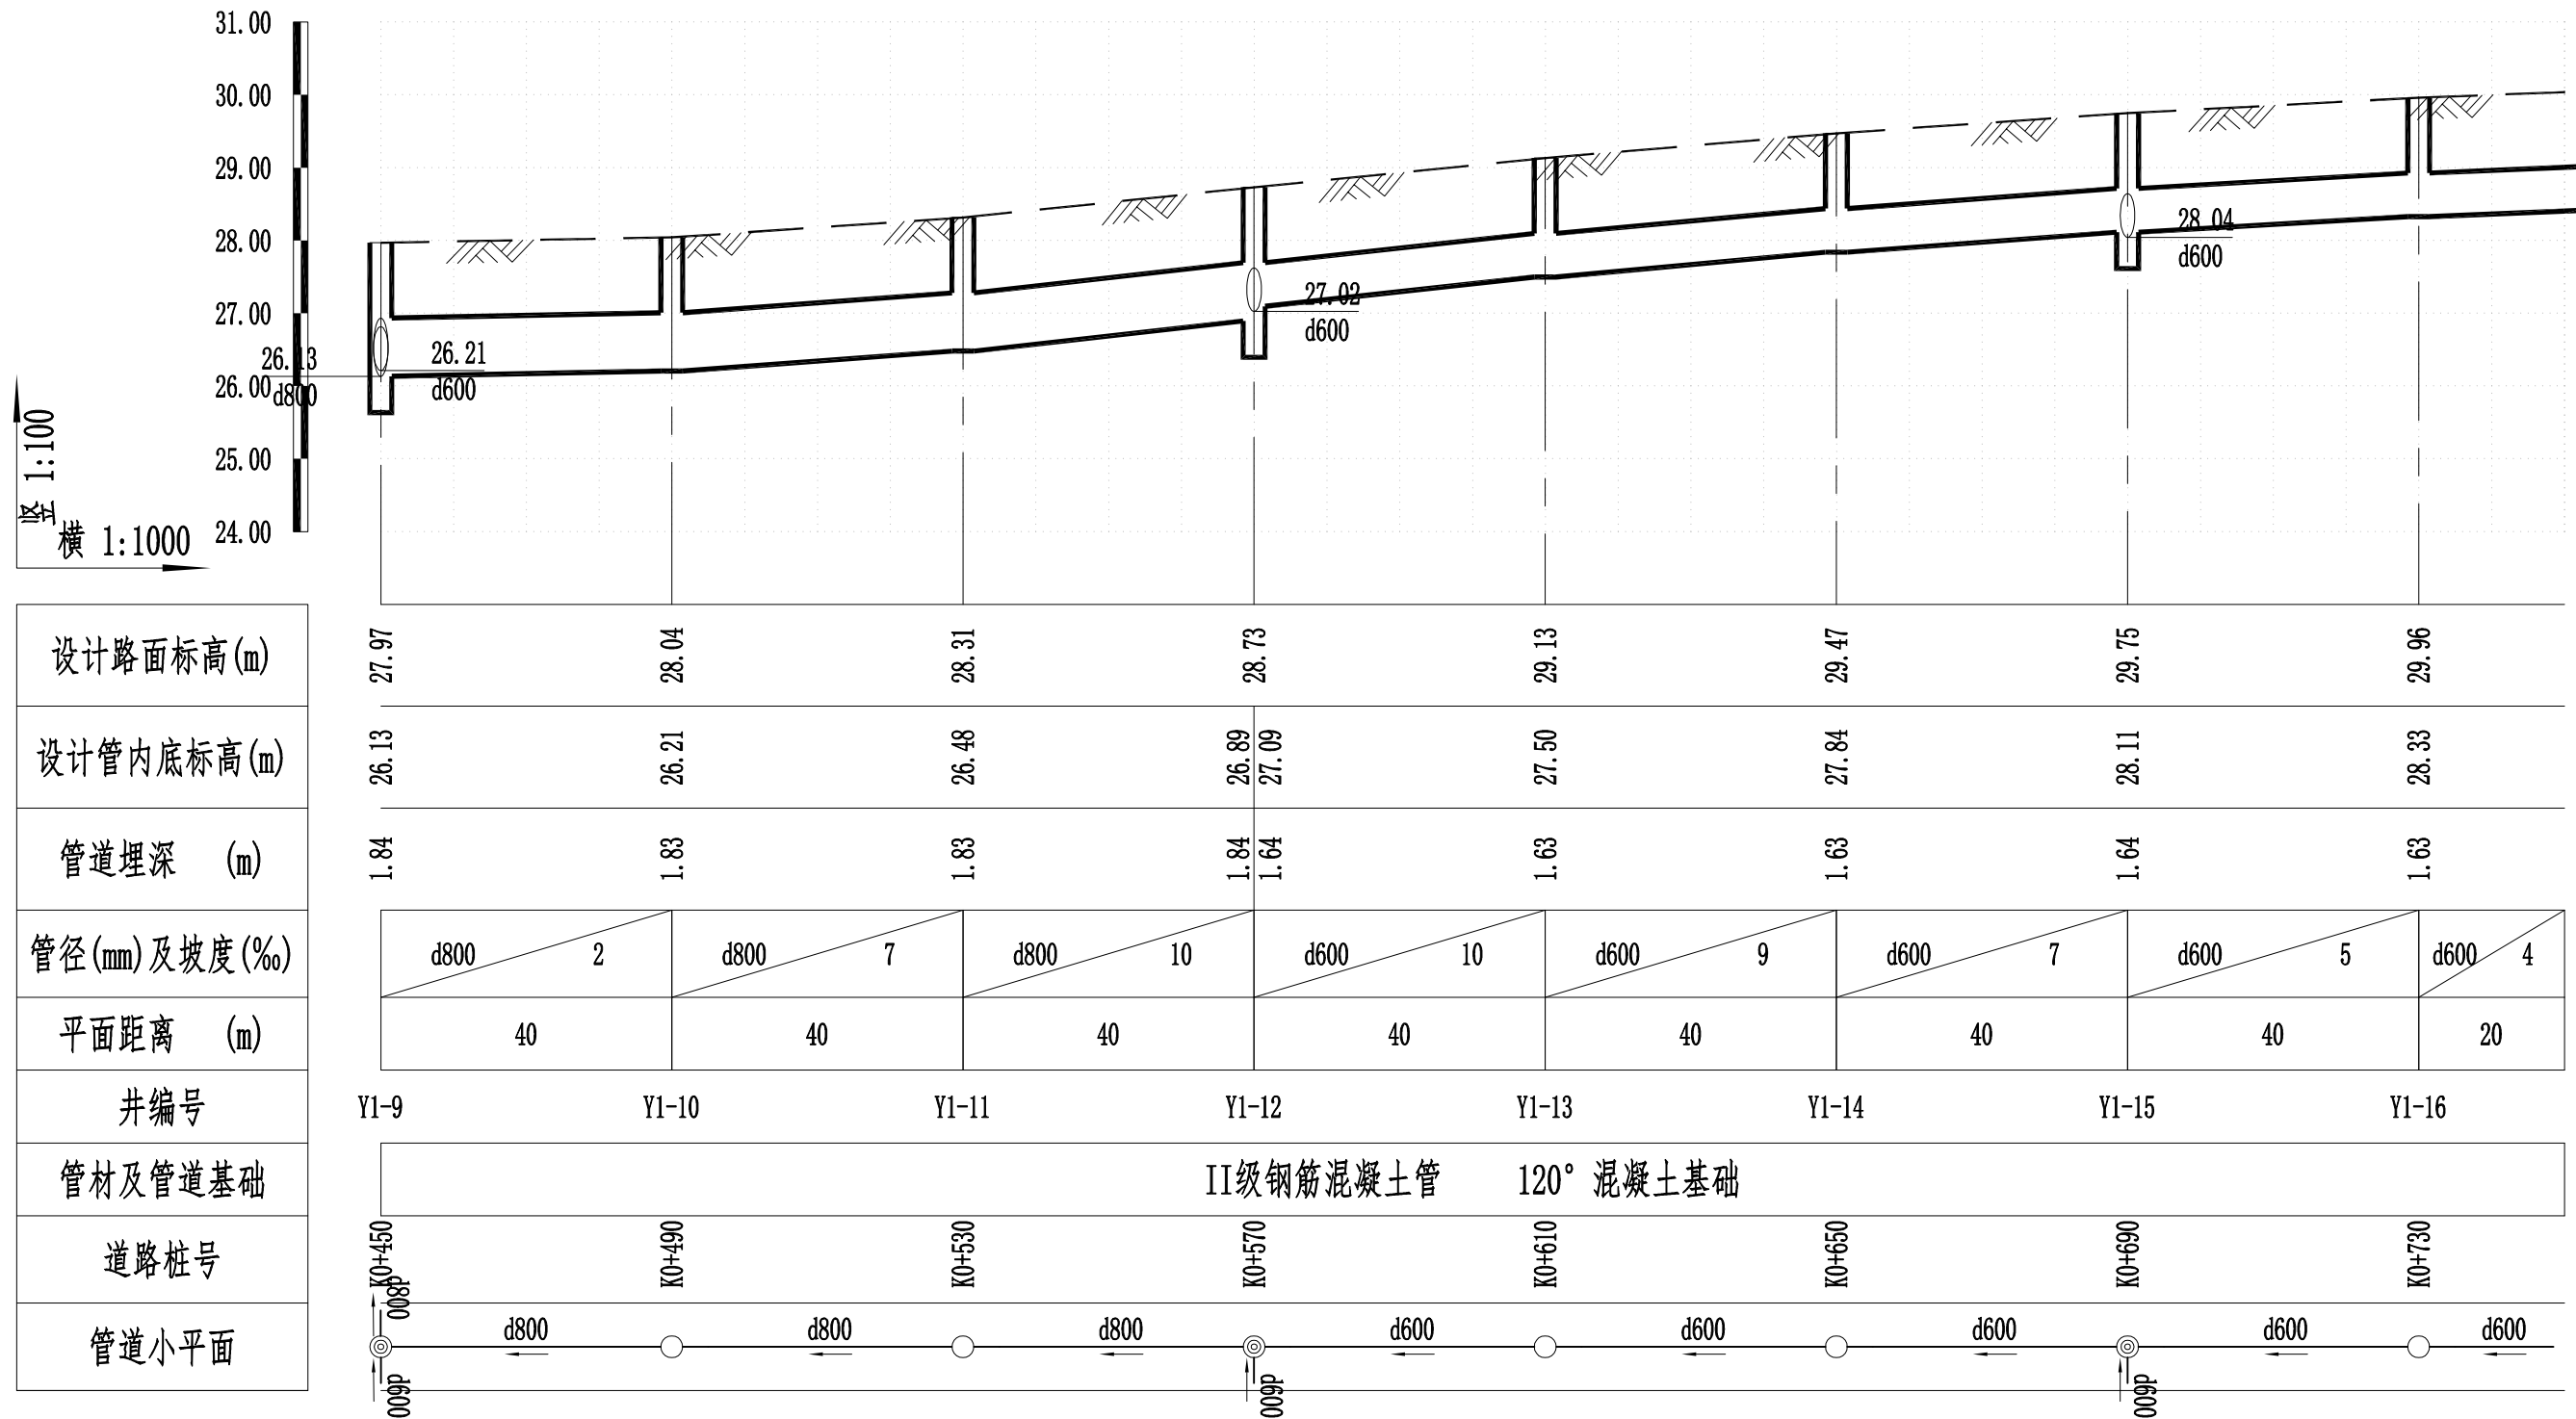 31.00
30.00
29.00
28.00
27.00
26.00
25.00
24.00
竖 1:100
横 1:1000
26.13
d800
26.21
d600
27.02
d600
28.04
d600
设计路面标高(m)
27.97 28.04 28.31 28.73 29.13 29.47 29.75 29.96
设计管内底标高(m)
26.13 26.21 26.48 26.89 27.09 27.50 27.84 28.11 28.33
管道埋深 (m)
1.84 1.83 1.83 1.84 1.64 1.63 1.63 1.64 1.63
管径(mm)及坡度(‰)
d800 2 d800 7 d800 10 d600 10 d600 9 d600 7 d600 5 d600 4
平面距离 (m)
40 40 40 40 40 40 40 20
井编号
Y1-9 Y1-10 Y1-11 Y1-12 Y1-13 Y1-14 Y1-15 Y1-16
管材及管道基础
II级钢筋混凝土管 120°混凝土基础
道路桩号
K0+450 K0+490 K0+530 K0+570 K0+610 K0+650 K0+690 K0+730
管道小平面
d800
d800 d800 d800 d600 d600 d600 d600 d600
d600 d600 d600